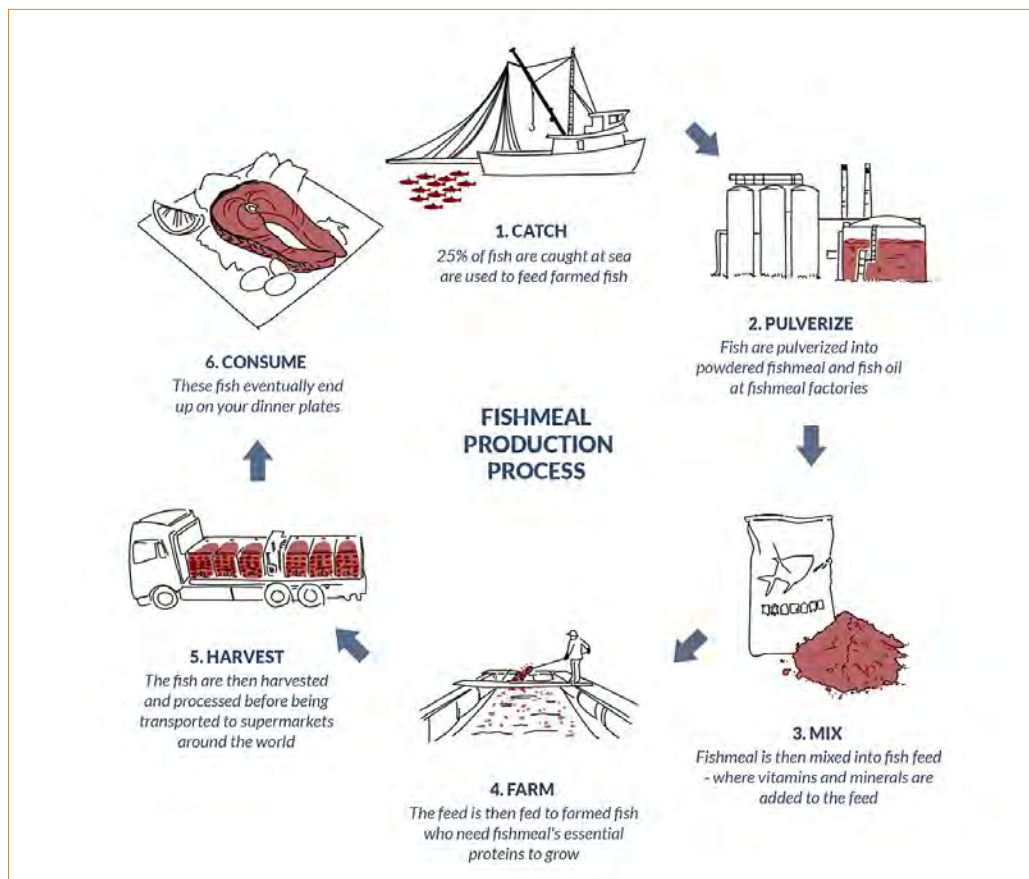 1. CATCH
25% of fish are caught at sea
are used to feed farmed fish
2. PULVERIZE
Fish are pulverized into
powdered fishmeal and fish oil
at fishmeal factories
3. MIX
Fishmeal is then mixed into fish feed
- where vitamins and minerals are
added to the feed
4. FARM
The feed is then fed to farmed fish
who need fishmeal's essential
proteins to grow
5. HARVEST
The fish are then harvested
and processed before being
transported to supermarkets
around the world
6. CONSUME
These fish eventually end
up on your dinner plates
FISHMEAL
PRODUCTION
PROCESS